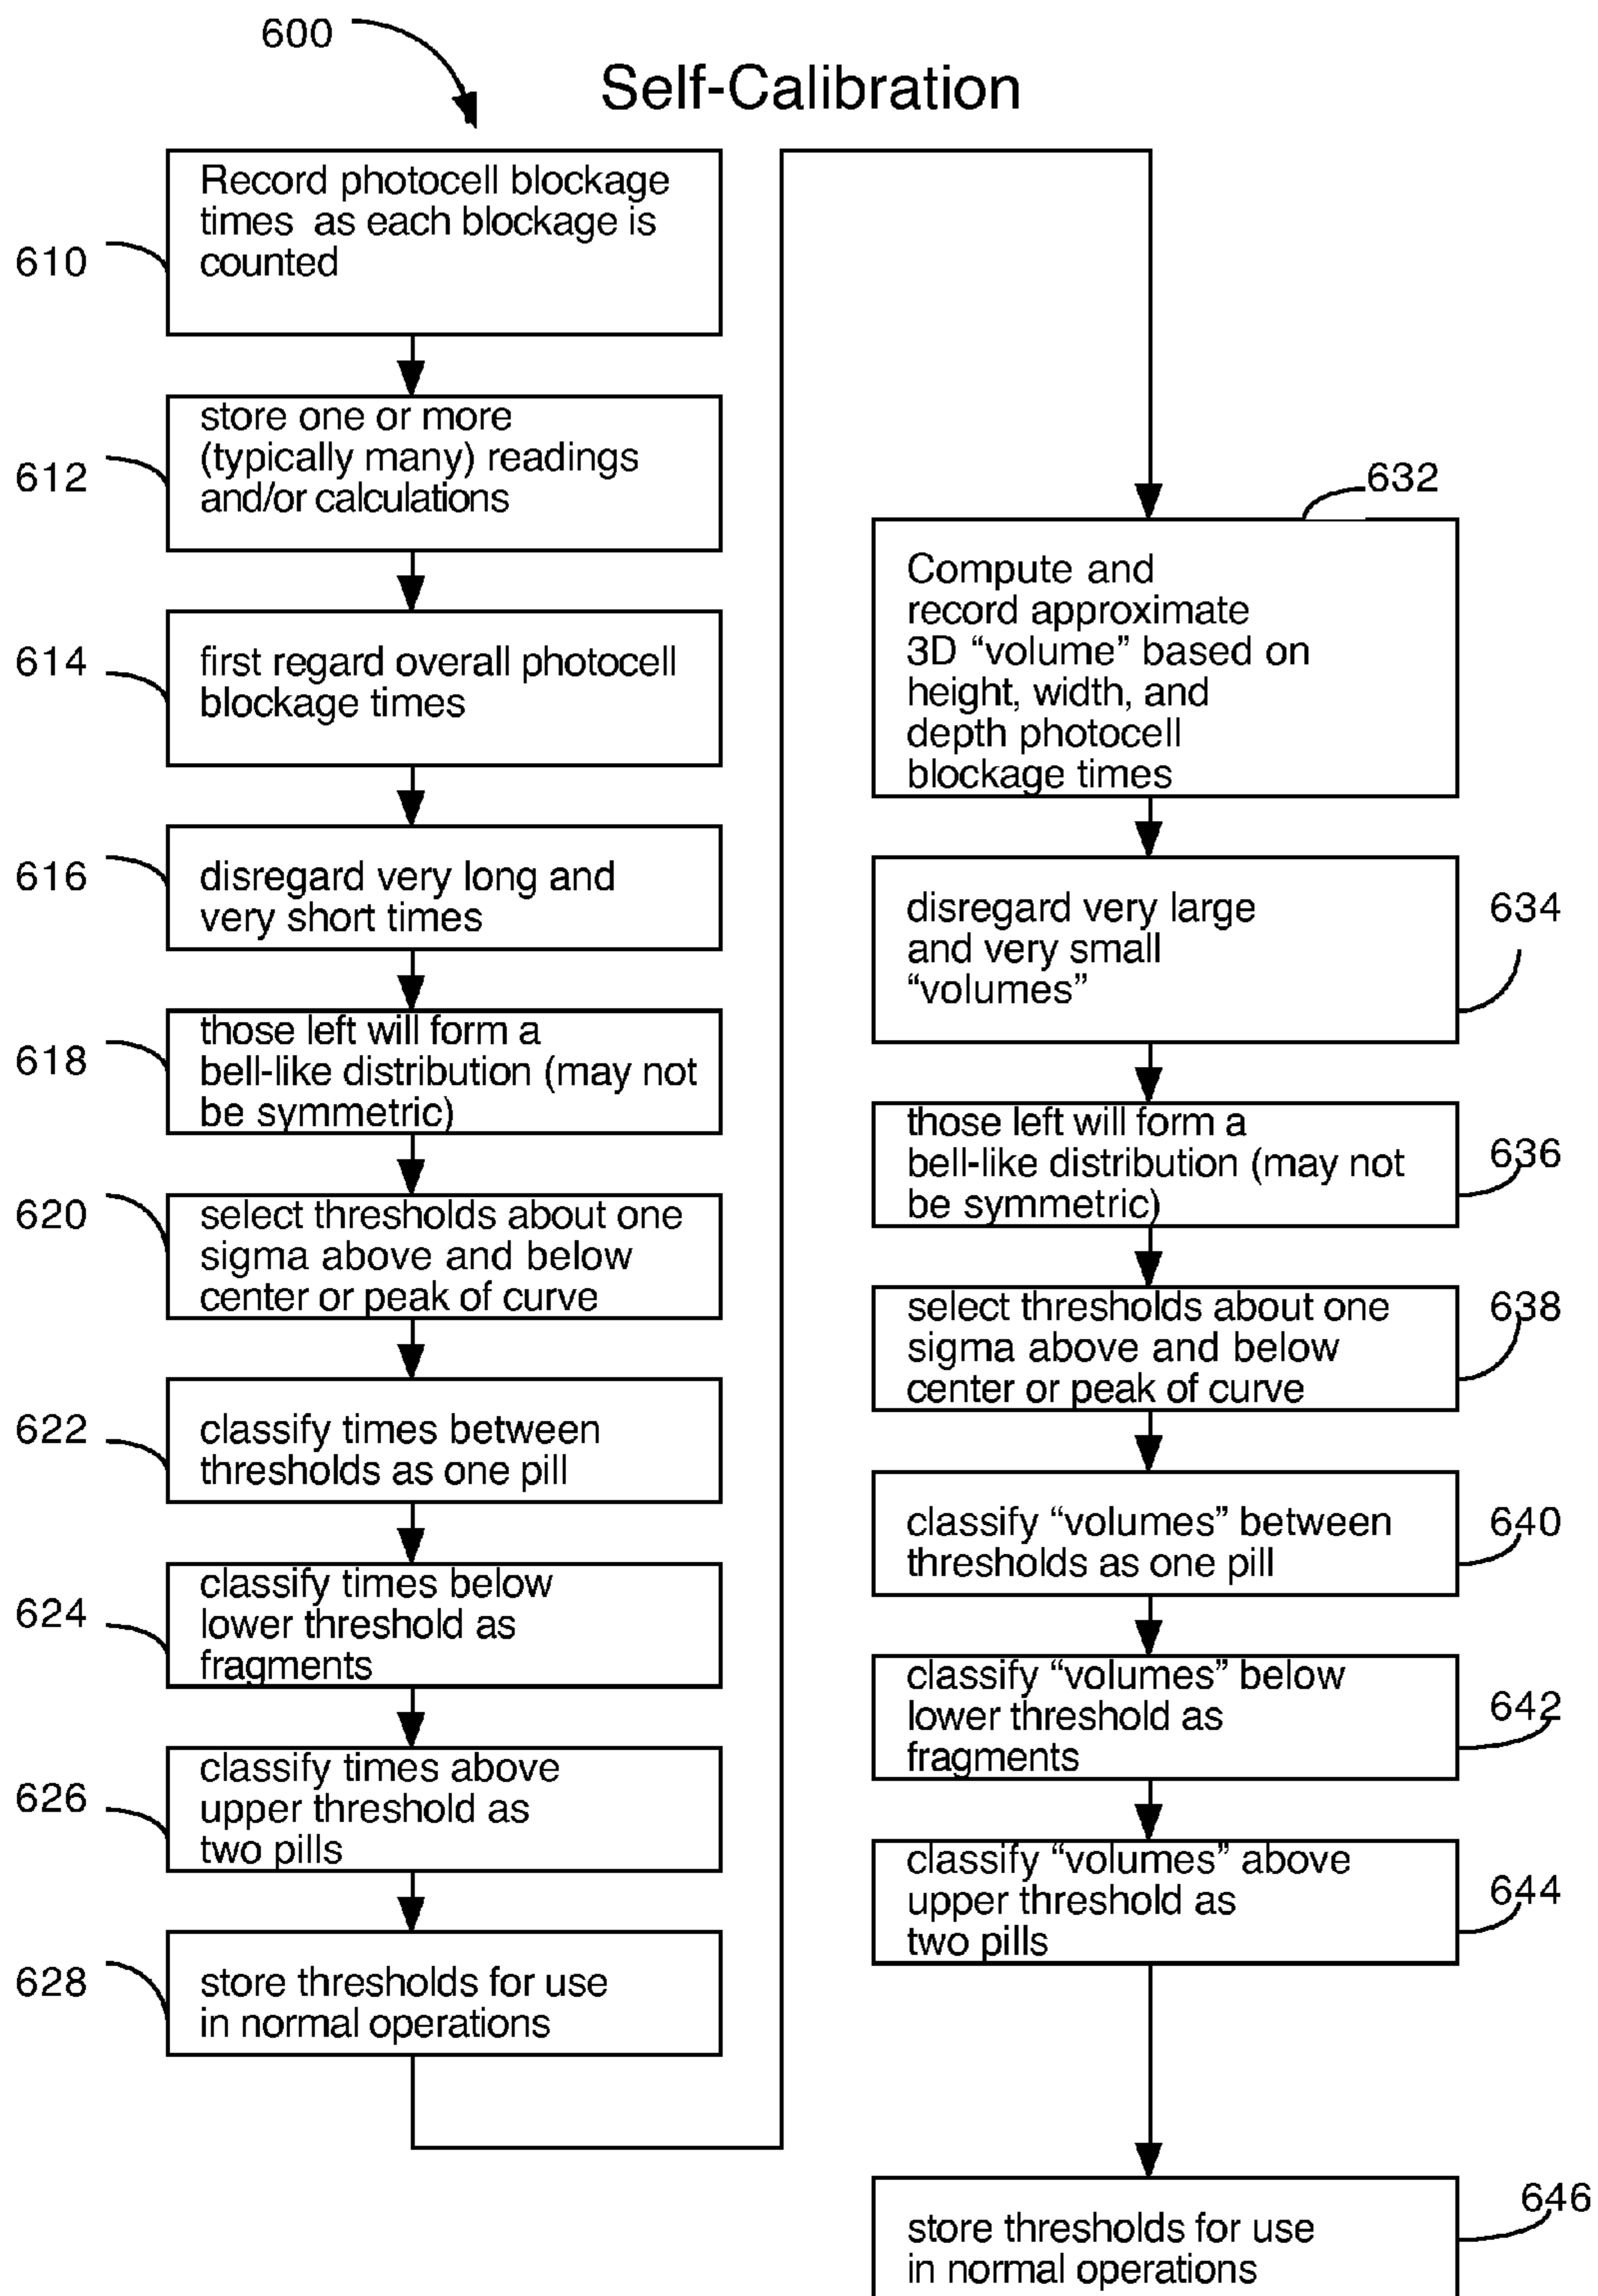 600
Self-Calibration
610
Record photocell blockage
times as each blockage is
counted
612
store one or more
(typically many) readings
and/or calculations
614
first regard overall photocell
blockage times
616
disregard very long and
very short times
618
those left will form a
bell-like distribution (may not
be symmetric)
620
select thresholds about one
sigma above and below
center or peak of curve
622
classify times between
thresholds as one pill
624
classify times below
lower threshold as
fragments
626
classify times above
upper threshold as
two pills
628
store thresholds for use
in normal operations
632
Compute and
record approximate
3D “volume” based on
height, width, and
depth photocell
blockage times
634
disregard very large
and very small
“volumes”
636
those left will form a
bell-like distribution (may not
be symmetric)
638
select thresholds about one
sigma above and below
center or peak of curve
640
classify “volumes” between
thresholds as one pill
642
classify “volumes” below
lower threshold as
fragments
644
classify “volumes” above
upper threshold as
two pills
646
store thresholds for use
in normal operations